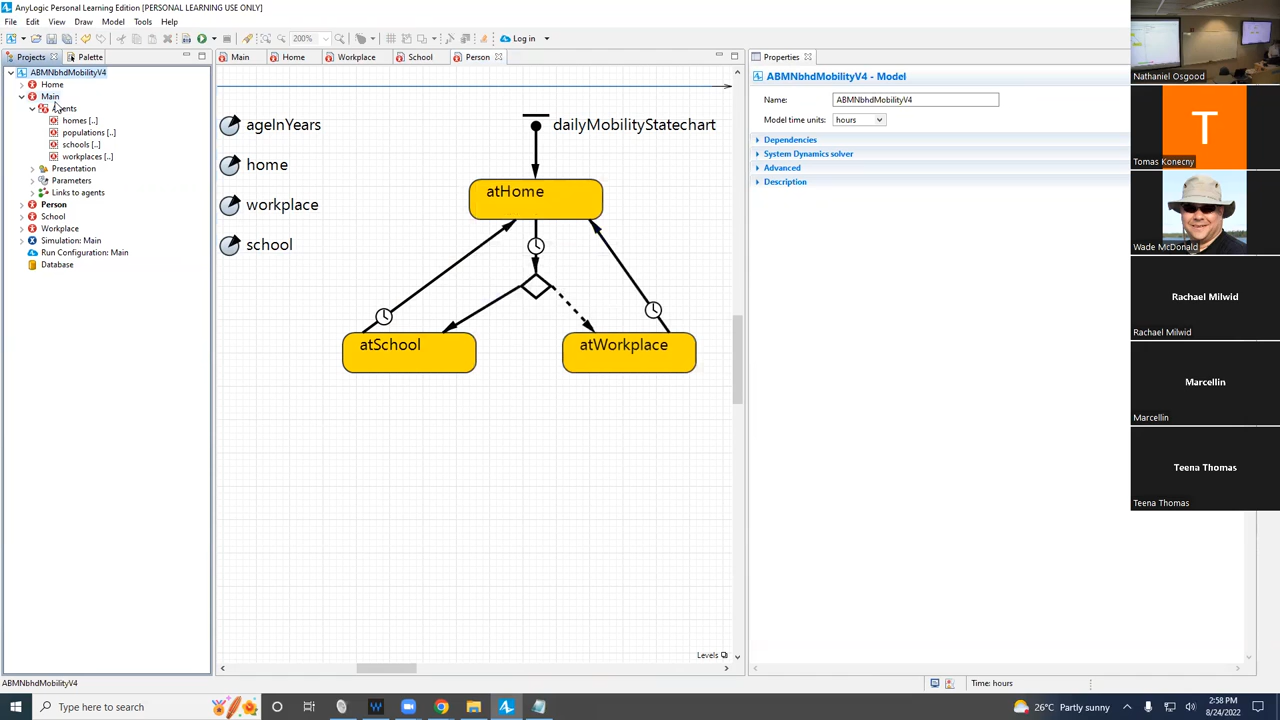 AnyLogic Personal Learning Edition [PERSONAL LEARNING USE ONLY]
File Edit View Draw Model Tools Help
200% Log in
Projects Palette
Main Home Workplace School Person
Properties
ABMNbhdMobilityV4
Home
Main
Agents
homes [..]
populations [..]
schools [..]
workplaces [..]
Presentation
Parameters
Links to agents
Person
School
Workplace
Simulation: Main
Run Configuration: Main
Database
ageInYears
home
workplace
school
dailyMobilityStatechart
atHome
atSchool
atWorkplace
Levels
ABMNbhdMobilityV4 - Model
Name: ABMNbhdMobilityV4
Model time units: hours
Dependencies
System Dynamics solver
Advanced
Description
Nathaniel Osgood
T
Tomas Konecny
Wade McDonald
Rachael Milwid
Rachael Milwid
Marcellin
Marcellin
Teena Thomas
Teena Thomas
ABMNbhdMobilityV4
Time: hours
Type here to search
W
26°C Partly sunny
2:58 PM
8/24/2022